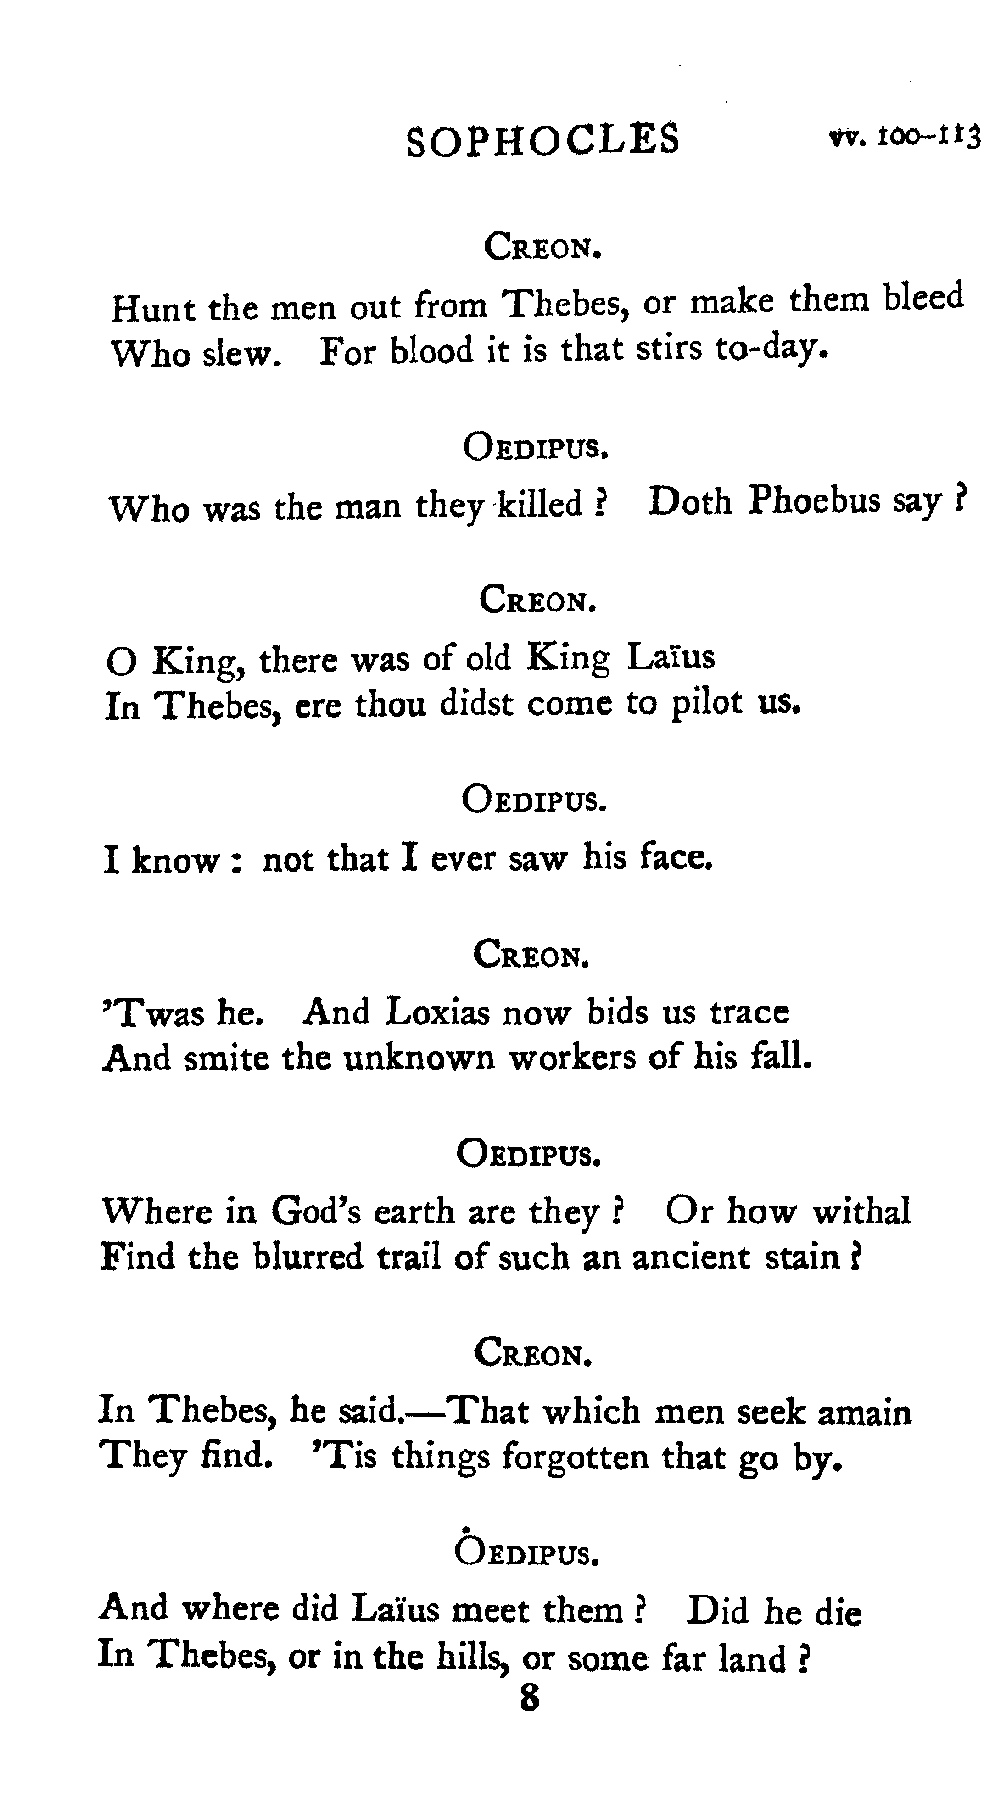 SOPHOCLES vv. 100–113
CREON.
Hunt the men out from Thebes, or make them bleed
Who slew. For blood it is that stirs to-day.
OEDIPUS.
Who was the man they killed ? Doth Phoebus say ?
CREON.
O King, there was of old King Laïus
In Thebes, ere thou didst come to pilot us.
OEDIPUS.
I know : not that I ever saw his face.
CREON.
’Twas he. And Loxias now bids us trace
And smite the unknown workers of his fall.
OEDIPUS.
Where in God’s earth are they ? Or how withal
Find the blurred trail of such an ancient stain ?
CREON.
In Thebes, he said.—That which men seek amain
They find. ’Tis things forgotten that go by.
OEDIPUS.
And where did Laïus meet them ? Did he die
In Thebes, or in the hills, or some far land ?
8